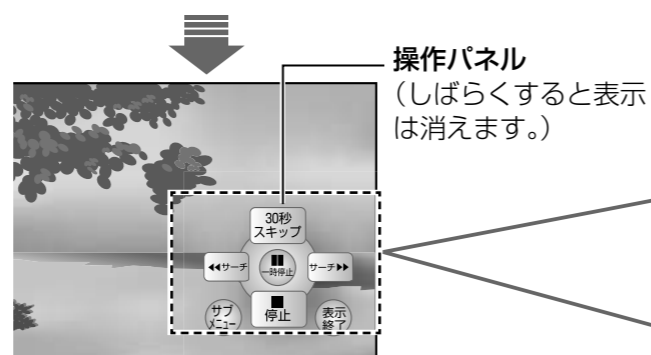 操作パネル
（しばらくすると表示
は消えます。）
30秒
スキップ
◀◀サーチ
一時停止
サーチ▶▶
サブ
メニュー
■
停止
表示
終了